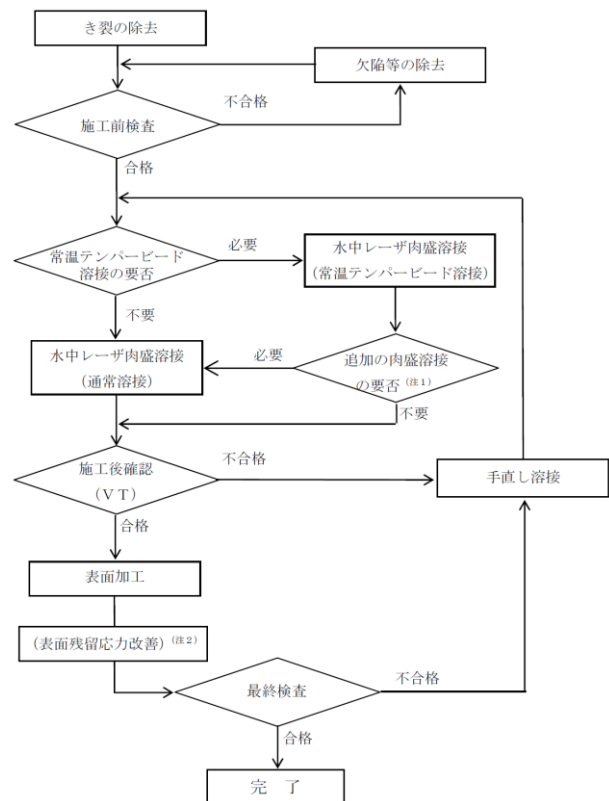 き裂の除去
欠陥等の除去
不合格
施工前検査
合格
常温テンパービード
溶接の要否
必要
水中レーザ肉盛溶接
(常温テンパービード溶接)
不要
水中レーザ肉盛溶接
(通常溶接)
必要
追加の肉盛溶接
の要否(注1)
不要
施工後確認
(VT)
不合格
手直し溶接
合格
表面加工
(表面残留応力改善)(注2)
不合格
最終検査
合格
完 了